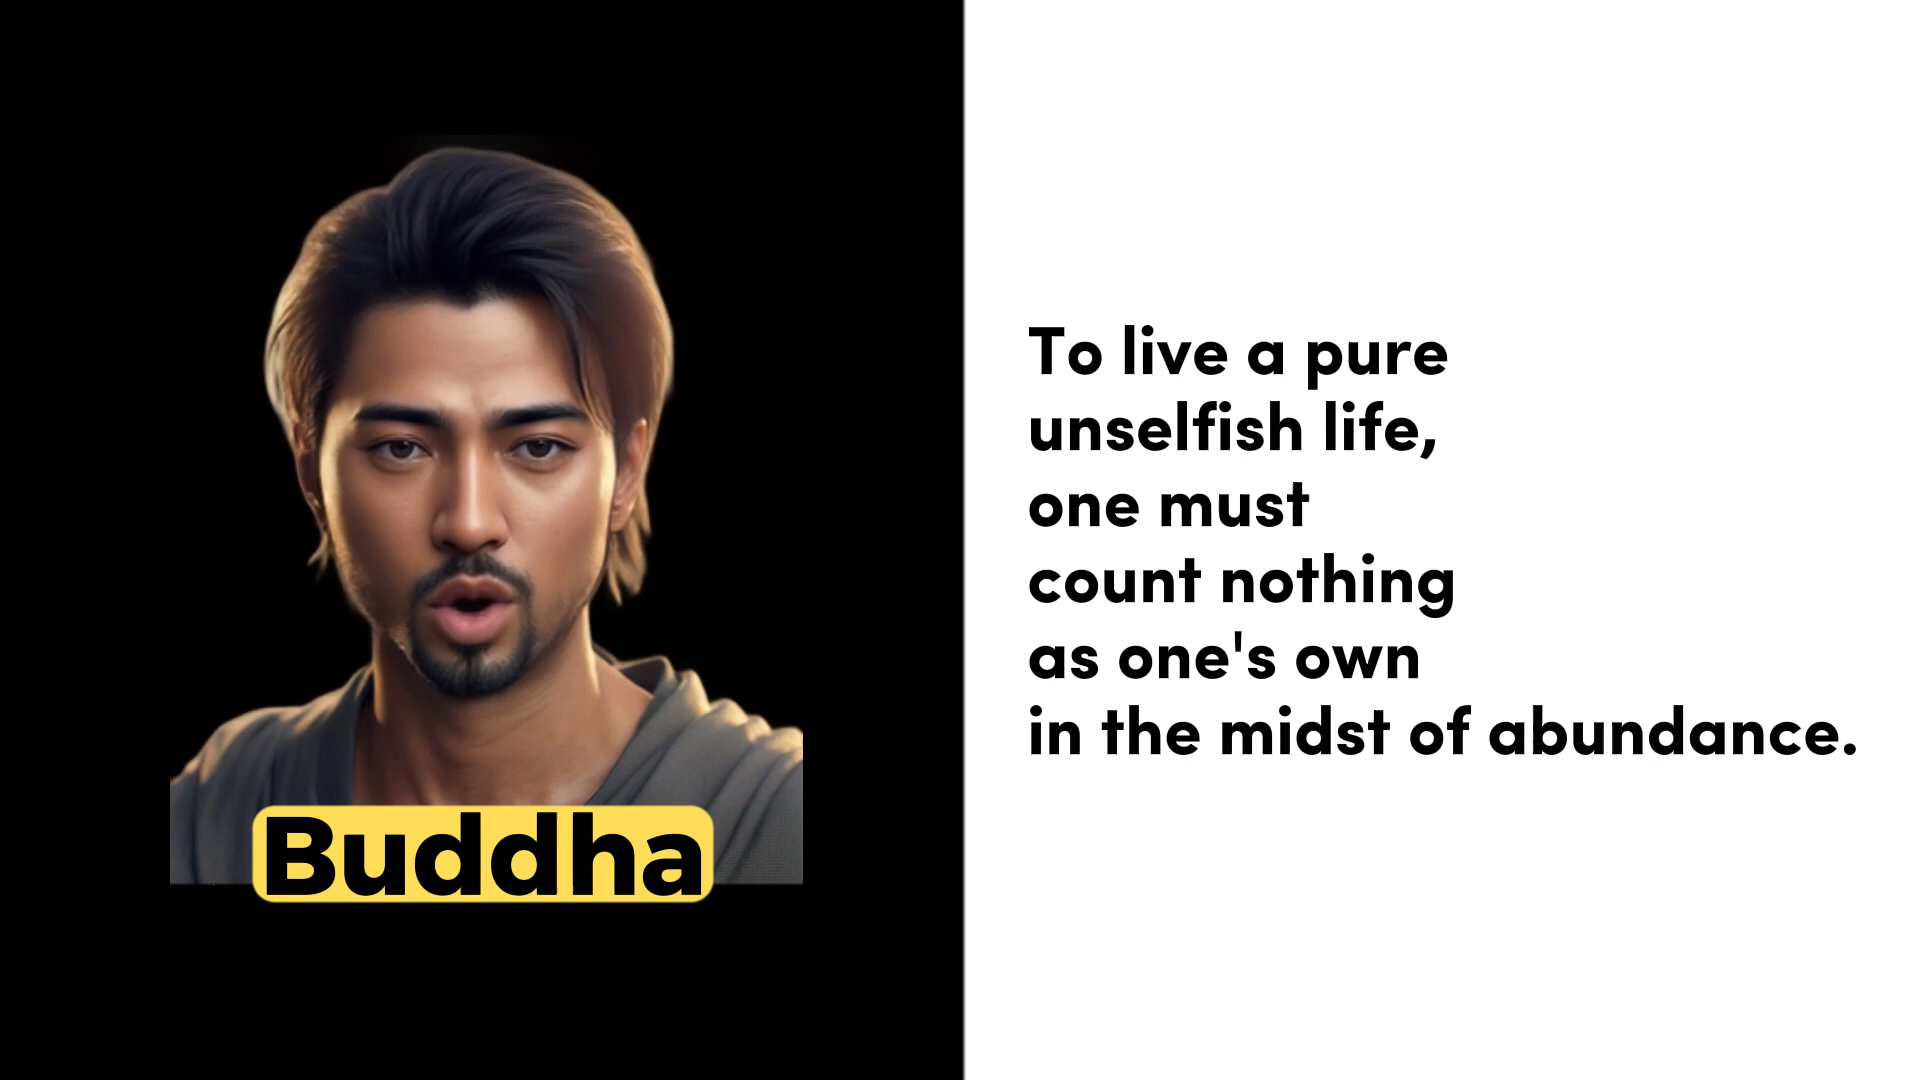 Buddha
To live a pure
unselfish life,
one must
count nothing
as one's own
in the midst of abundance.